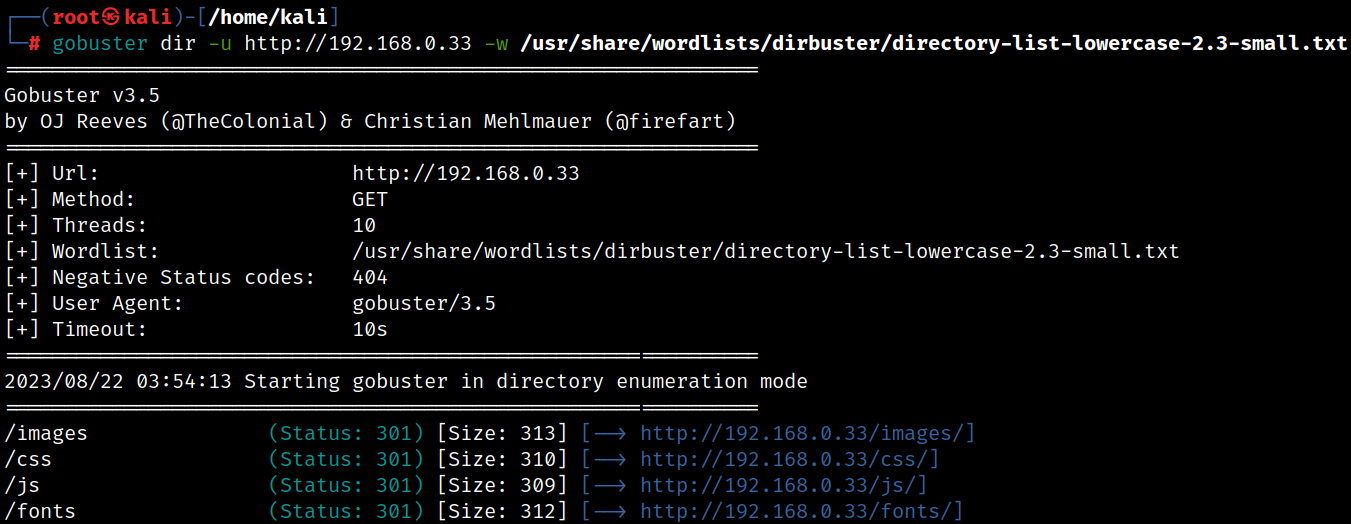 ┌──(root㉿kali)-[/home/kali]
└─# gobuster dir -u http://192.168.0.33 -w /usr/share/wordlists/dirbuster/directory-list-lowercase-2.3-small.txt
===============================================================
Gobuster v3.5
by OJ Reeves (@TheColonial) & Christian Mehlmauer (@firefart)
===============================================================
[+] Url:                     http://192.168.0.33
[+] Method:                  GET
[+] Threads:                 10
[+] Wordlist:                /usr/share/wordlists/dirbuster/directory-list-lowercase-2.3-small.txt
[+] Negative Status codes:   404
[+] User Agent:              gobuster/3.5
[+] Timeout:                 10s
===============================================================
2023/08/22 03:54:13 Starting gobuster in directory enumeration mode
===============================================================
/images               (Status: 301) [Size: 313] [--> http://192.168.0.33/images/]
/css                  (Status: 301) [Size: 310] [--> http://192.168.0.33/css/]
/js                   (Status: 301) [Size: 309] [--> http://192.168.0.33/js/]
/fonts                (Status: 301) [Size: 312] [--> http://192.168.0.33/fonts/]